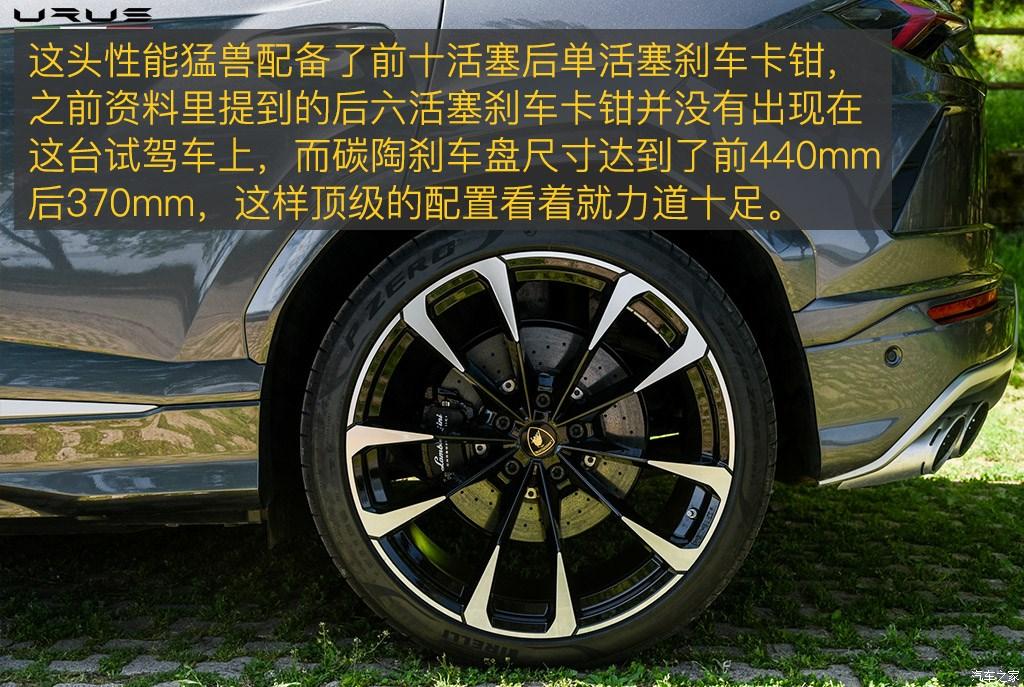 URUS
这头性能猛兽配备了前十活塞后单活塞刹车卡钳，
之前资料里提到的后六活塞刹车卡钳并没有出现在
这台试驾车上，而碳陶刹车盘尺寸达到了前440mm
后370mm，这样顶级的配置看着就力道十足。
P ZERO
Lamborghini
PIRELLI
汽车之家